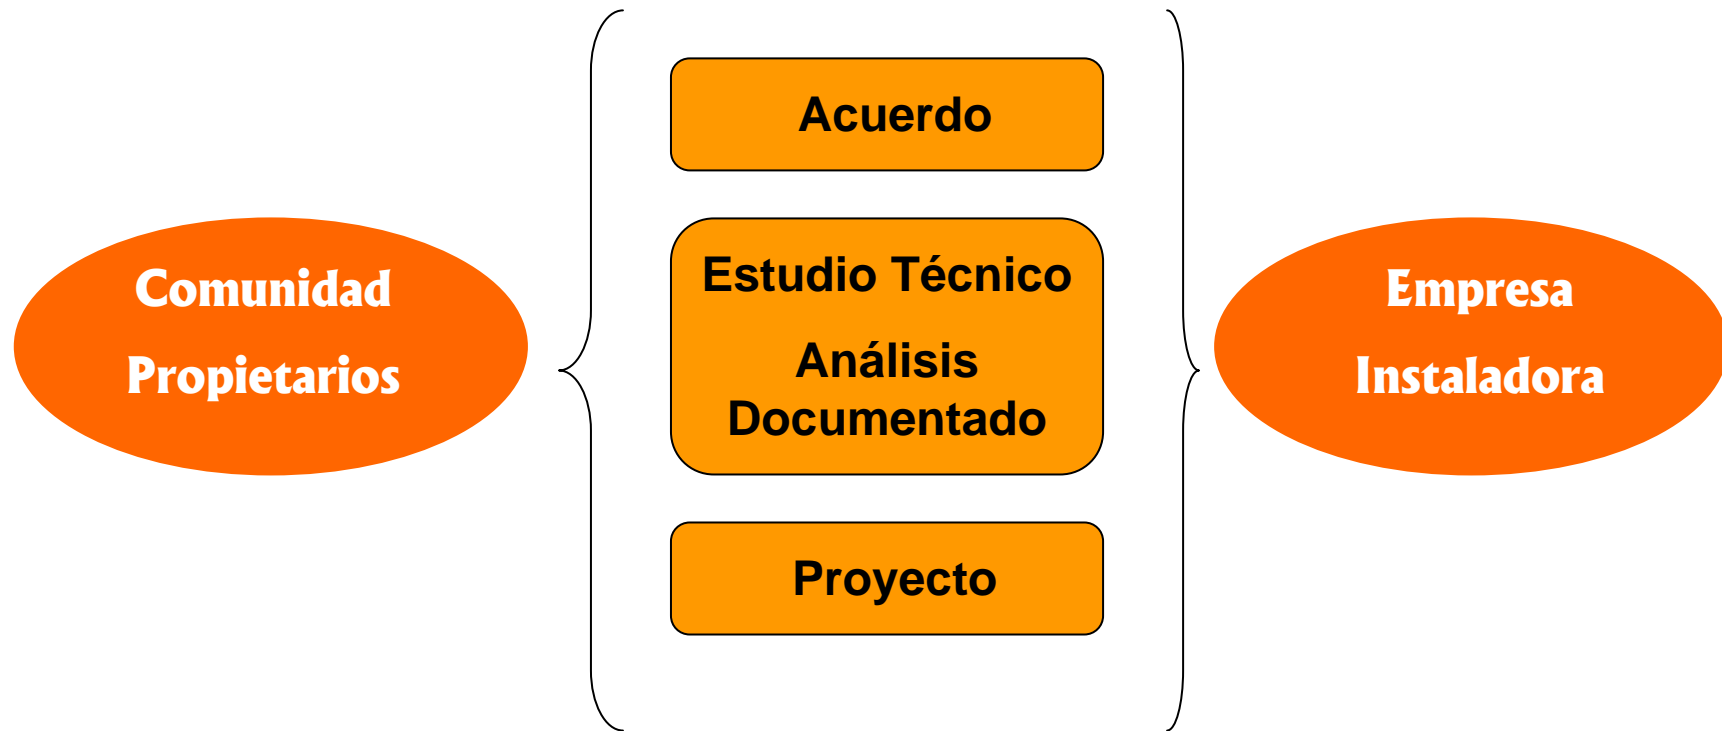 Comunidad
Propietarios
Acuerdo
Estudio Técnico
Análisis
Documentado
Proyecto
Empresa
Instaladora